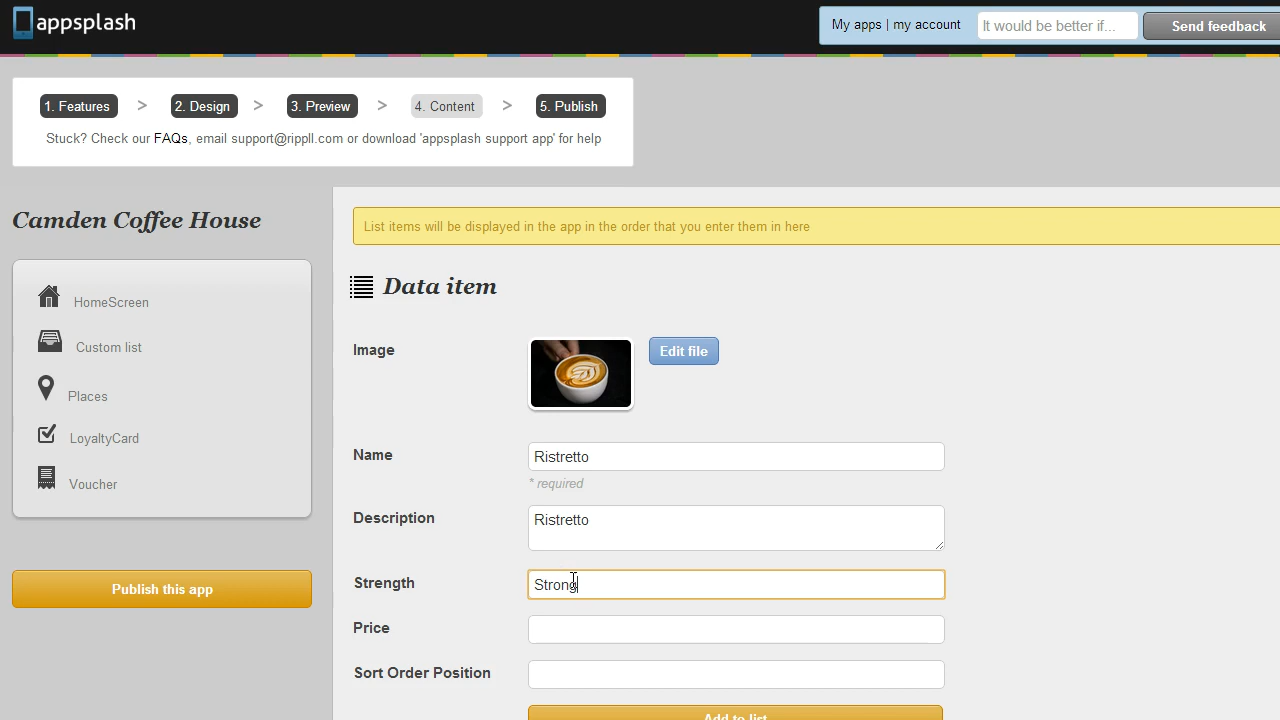 appsplash
My apps | my account
It would be better if...
Send feedback
1. Features > 2. Design > 3. Preview > 4. Content > 5. Publish
Stuck? Check our FAQs, email support@rippll.com or download 'appsplash support app' for help
Camden Coffee House
HomeScreen
Custom list
Places
LoyaltyCard
Voucher
Publish this app
List items will be displayed in the app in the order that you enter them in here
Data item
Image
Edit file
Name
Ristretto
* required
Description
Ristretto
Strength
Strong
Price
Sort Order Position
Add to list